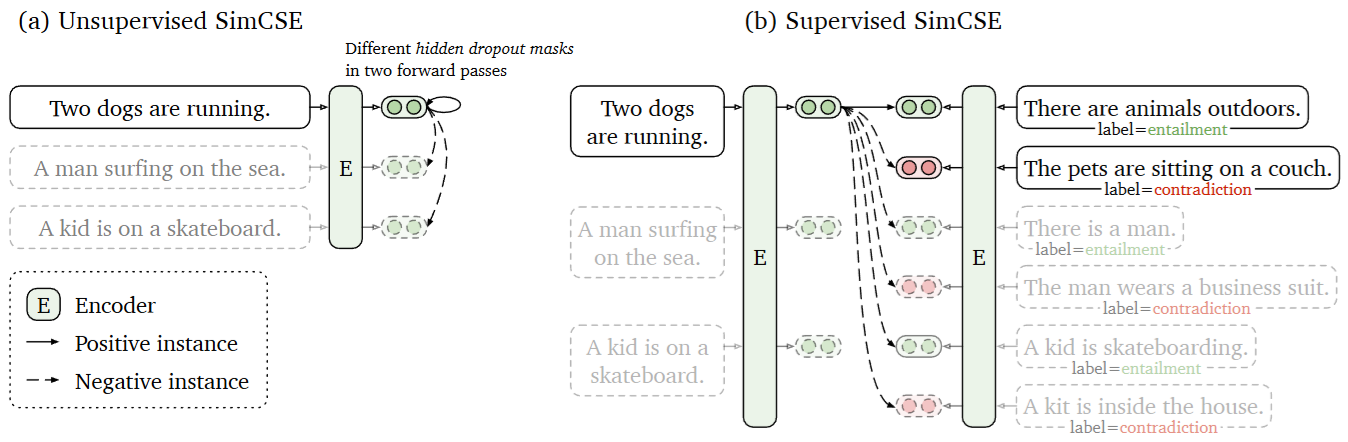 (a) Unsupervised SimCSE
Different hidden dropout masks
in two forward passes
Two dogs are running.
A man surfing on the sea.
A kid is on a skateboard.
E
E Encoder
Positive instance
Negative instance
(b) Supervised SimCSE
Two dogs
are running.
A man surfing
on the sea.
A kid is on a
skateboard.
E
E
There are animals outdoors.
label=entailment
The pets are sitting on a couch.
label=contradiction
There is a man.
label=entailment
The man wears a business suit.
label=contradiction
A kid is skateboarding.
label=entailment
A kit is inside the house.
label=contradiction